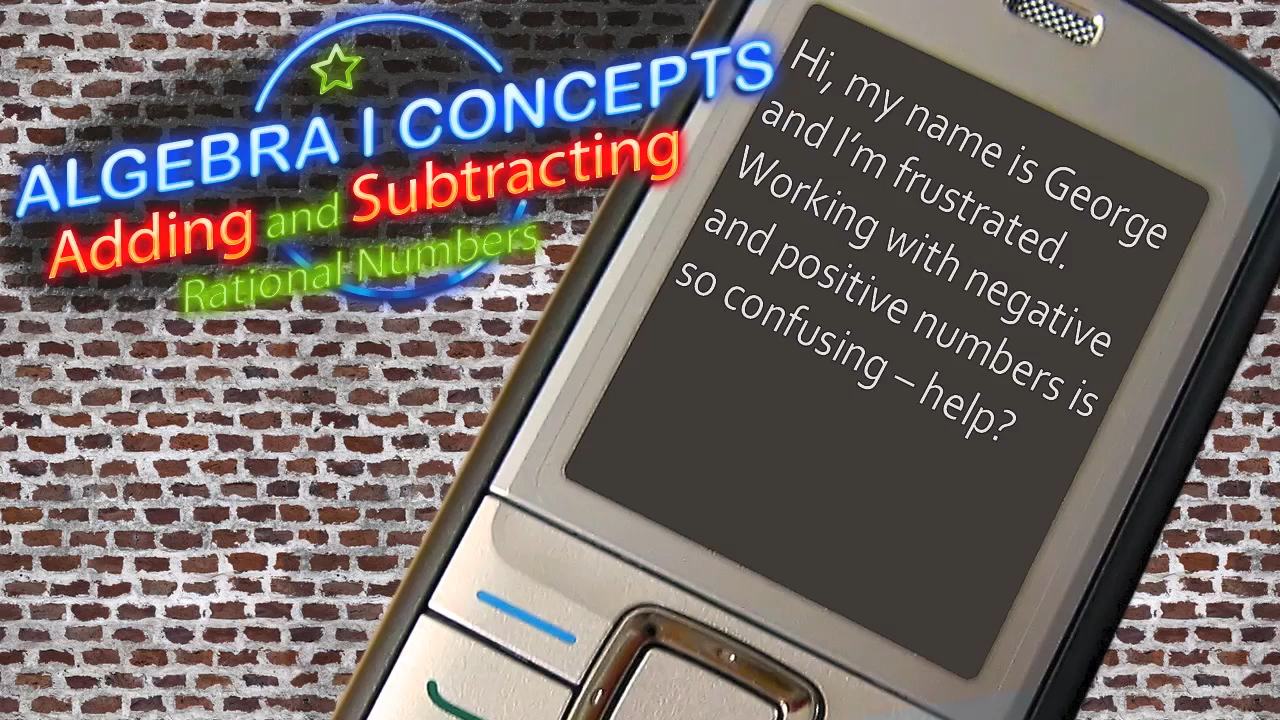 ALGEBRA I CONCEPTS
Adding and Subtracting
Rational Numbers
Hi, my name is George
and I'm frustrated.
Working with negative
and positive numbers is
so confusing – help?